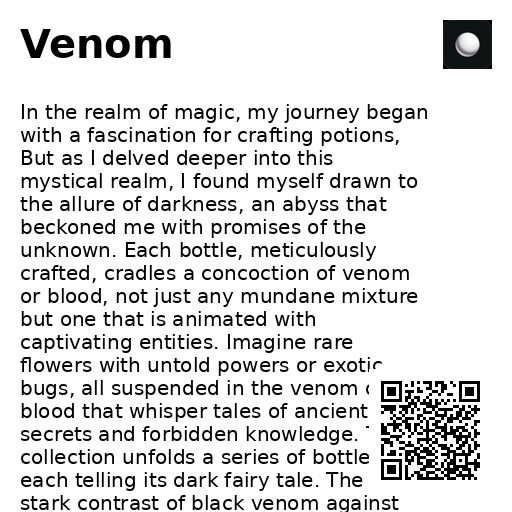 Venom
In the realm of magic, my journey began
with a fascination for crafting potions,
But as I delved deeper into this
mystical realm, I found myself drawn to
the allure of darkness, an abyss that
beckoned me with promises of the
unknown. Each bottle, meticulously
crafted, cradles a concoction of venom
or blood, not just any mundane mixture
but one that is animated with
captivating entities. Imagine rare
flowers with untold powers or exotic
bugs, all suspended in the venom
blood that whisper tales of ancient
secrets and forbidden knowledge.
collection unfolds a series of bottle
each telling its dark fairy tale. The
stark contrast of black venom against